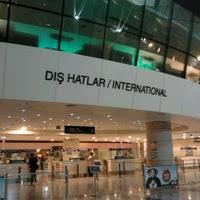 DIŞ HATLAR / INTERNATIONAL